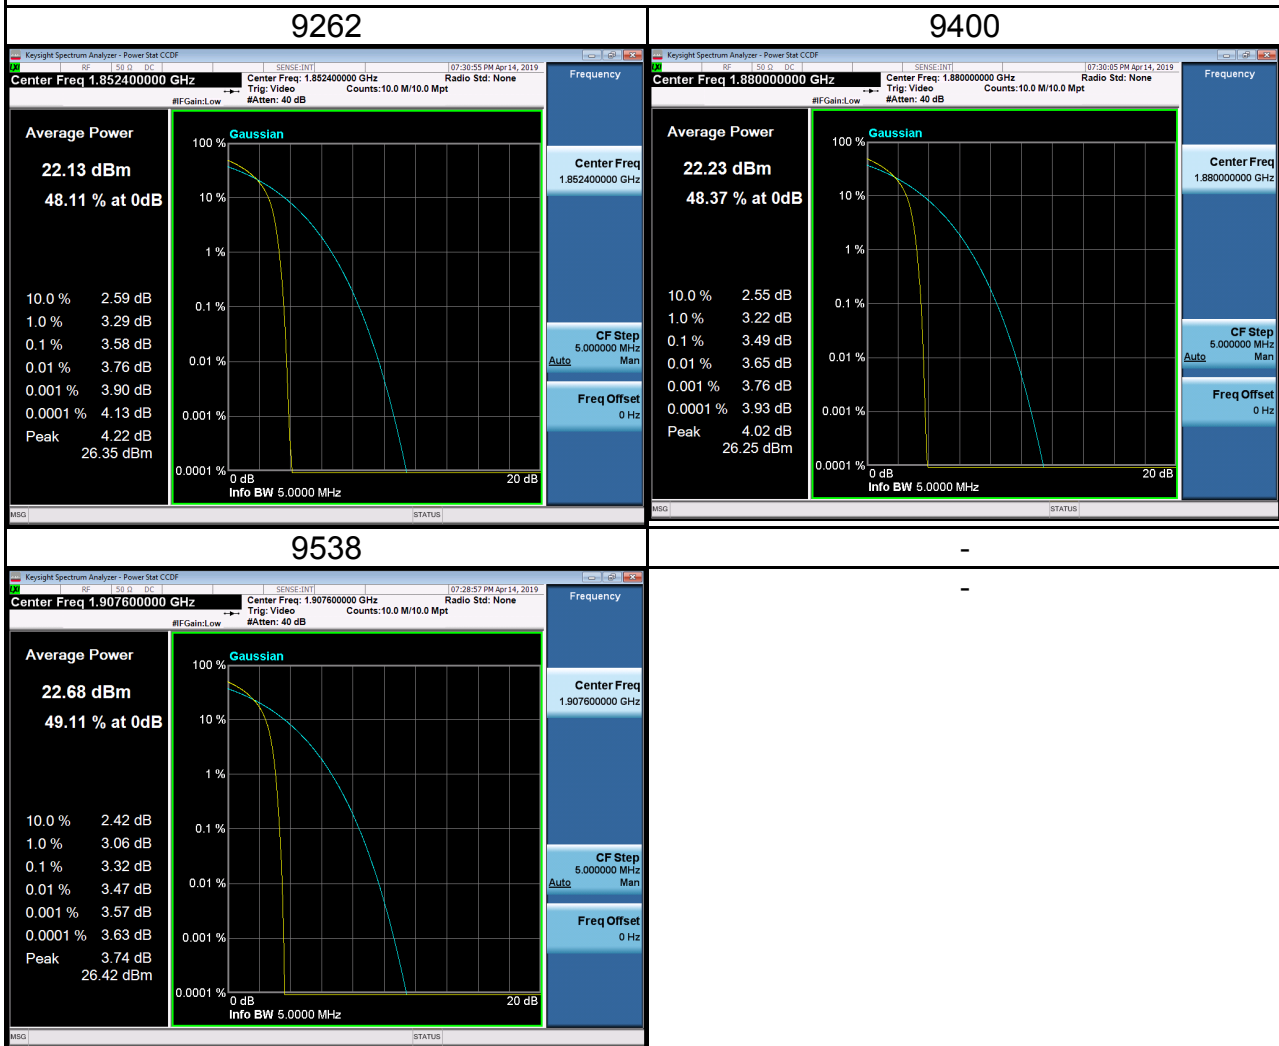 9262
9400
Keysight Spectrum Analyzer - Power Stat CCDF
LXI RF 50 Ω DC SENSE:INT 07:30:55 PM Apr 14, 2019
Center Freq 1.852400000 GHz
Center Freq: 1.852400000 GHz Radio Std: None
Trig: Video Counts:10.0 M/10.0 Mpt
#IFGain:Low #Atten: 40 dB
Average Power
22.13 dBm
48.11 % at 0dB
10.0 % 2.59 dB
1.0 % 3.29 dB
0.1 % 3.58 dB
0.01 % 3.76 dB
0.001 % 3.90 dB
0.0001 % 4.13 dB
Peak 4.22 dB
26.35 dBm
Gaussian
100 %
10 %
1 %
0.1 %
0.01 %
0.001 %
0.0001 %
0 dB 20 dB
Info BW 5.0000 MHz
Frequency
Center Freq
1.852400000 GHz
CF Step
5.000000 MHz
Auto Man
Freq Offset
0 Hz
MSG STATUS
Keysight Spectrum Analyzer - Power Stat CCDF
LXI RF 50 Ω DC SENSE:INT 07:30:05 PM Apr 14, 2019
Center Freq 1.880000000 GHz
Center Freq: 1.880000000 GHz Radio Std: None
Trig: Video Counts:10.0 M/10.0 Mpt
#IFGain:Low #Atten: 40 dB
Average Power
22.23 dBm
48.37 % at 0dB
10.0 % 2.55 dB
1.0 % 3.22 dB
0.1 % 3.49 dB
0.01 % 3.65 dB
0.001 % 3.76 dB
0.0001 % 3.93 dB
Peak 4.02 dB
26.25 dBm
Gaussian
100 %
10 %
1 %
0.1 %
0.01 %
0.001 %
0.0001 %
0 dB 20 dB
Info BW 5.0000 MHz
Frequency
Center Freq
1.880000000 GHz
CF Step
5.000000 MHz
Auto Man
Freq Offset
0 Hz
MSG STATUS
9538
-
Keysight Spectrum Analyzer - Power Stat CCDF
LXI RF 50 Ω DC SENSE:INT 07:28:57 PM Apr 14, 2019
Center Freq 1.907600000 GHz
Center Freq: 1.907600000 GHz Radio Std: None
Trig: Video Counts:10.0 M/10.0 Mpt
#IFGain:Low #Atten: 40 dB
Average Power
22.68 dBm
49.11 % at 0dB
10.0 % 2.42 dB
1.0 % 3.06 dB
0.1 % 3.32 dB
0.01 % 3.47 dB
0.001 % 3.57 dB
0.0001 % 3.63 dB
Peak 3.74 dB
26.42 dBm
Gaussian
100 %
10 %
1 %
0.1 %
0.01 %
0.001 %
0.0001 %
0 dB 20 dB
Info BW 5.0000 MHz
Frequency
Center Freq
1.907600000 GHz
CF Step
5.000000 MHz
Auto Man
Freq Offset
0 Hz
MSG STATUS
-